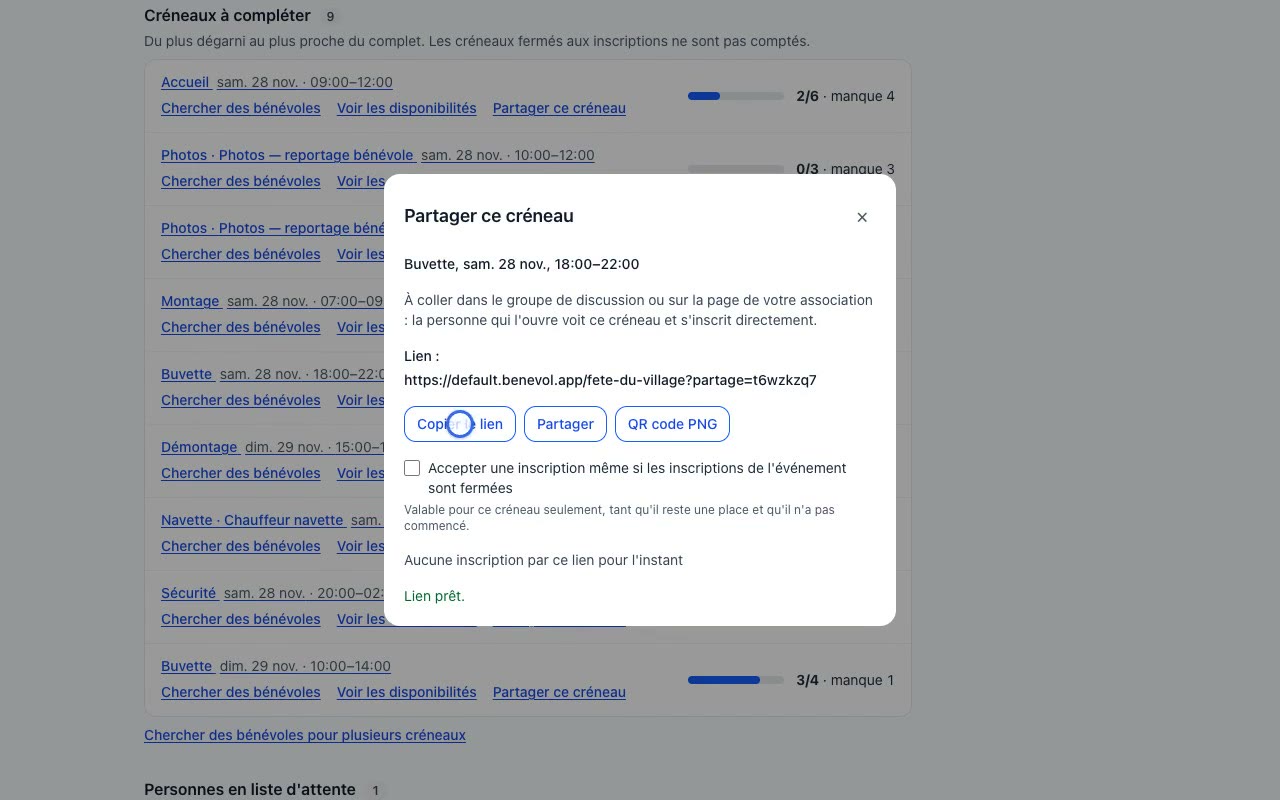 Créneaux à compléter 9
Du plus dégarni au plus proche du complet. Les créneaux fermés aux inscriptions ne sont pas comptés.
Accueil sam. 28 nov. · 09:00–12:00
Chercher des bénévoles Voir les disponibilités Partager ce créneau
2/6 · manque 4
Photos · Photos — reportage bénévole sam. 28 nov. · 10:00–12:00
Chercher des bénévoles Voir les
0/3 · manque 3
Photos · Photos — reportage béné
Chercher des bénévoles Voir les
Montage sam. 28 nov. · 07:00–09
Chercher des bénévoles Voir les
Buvette sam. 28 nov. · 18:00–22:0
Chercher des bénévoles Voir les
Démontage dim. 29 nov. · 15:00–1
Chercher des bénévoles Voir les
Navette · Chauffeur navette sam.
Chercher des bénévoles Voir les
Sécurité sam. 28 nov. · 20:00–02:
Chercher des bénévoles Voir les
Buvette dim. 29 nov. · 10:00–14:00
Chercher des bénévoles Voir les disponibilités Partager ce créneau
3/4 · manque 1
Chercher des bénévoles pour plusieurs créneaux
Personnes en liste d'attente 1
Partager ce créneau ×
Buvette, sam. 28 nov., 18:00–22:00
À coller dans le groupe de discussion ou sur la page de votre association
: la personne qui l'ouvre voit ce créneau et s'inscrit directement.
Lien :
https://default.benevol.app/fete-du-village?partage=t6wzkzq7
Copier le lien Partager QR code PNG
Accepter une inscription même si les inscriptions de l'événement
sont fermées
Valable pour ce créneau seulement, tant qu'il reste une place et qu'il n'a pas
commencé.
Aucune inscription par ce lien pour l'instant
Lien prêt.